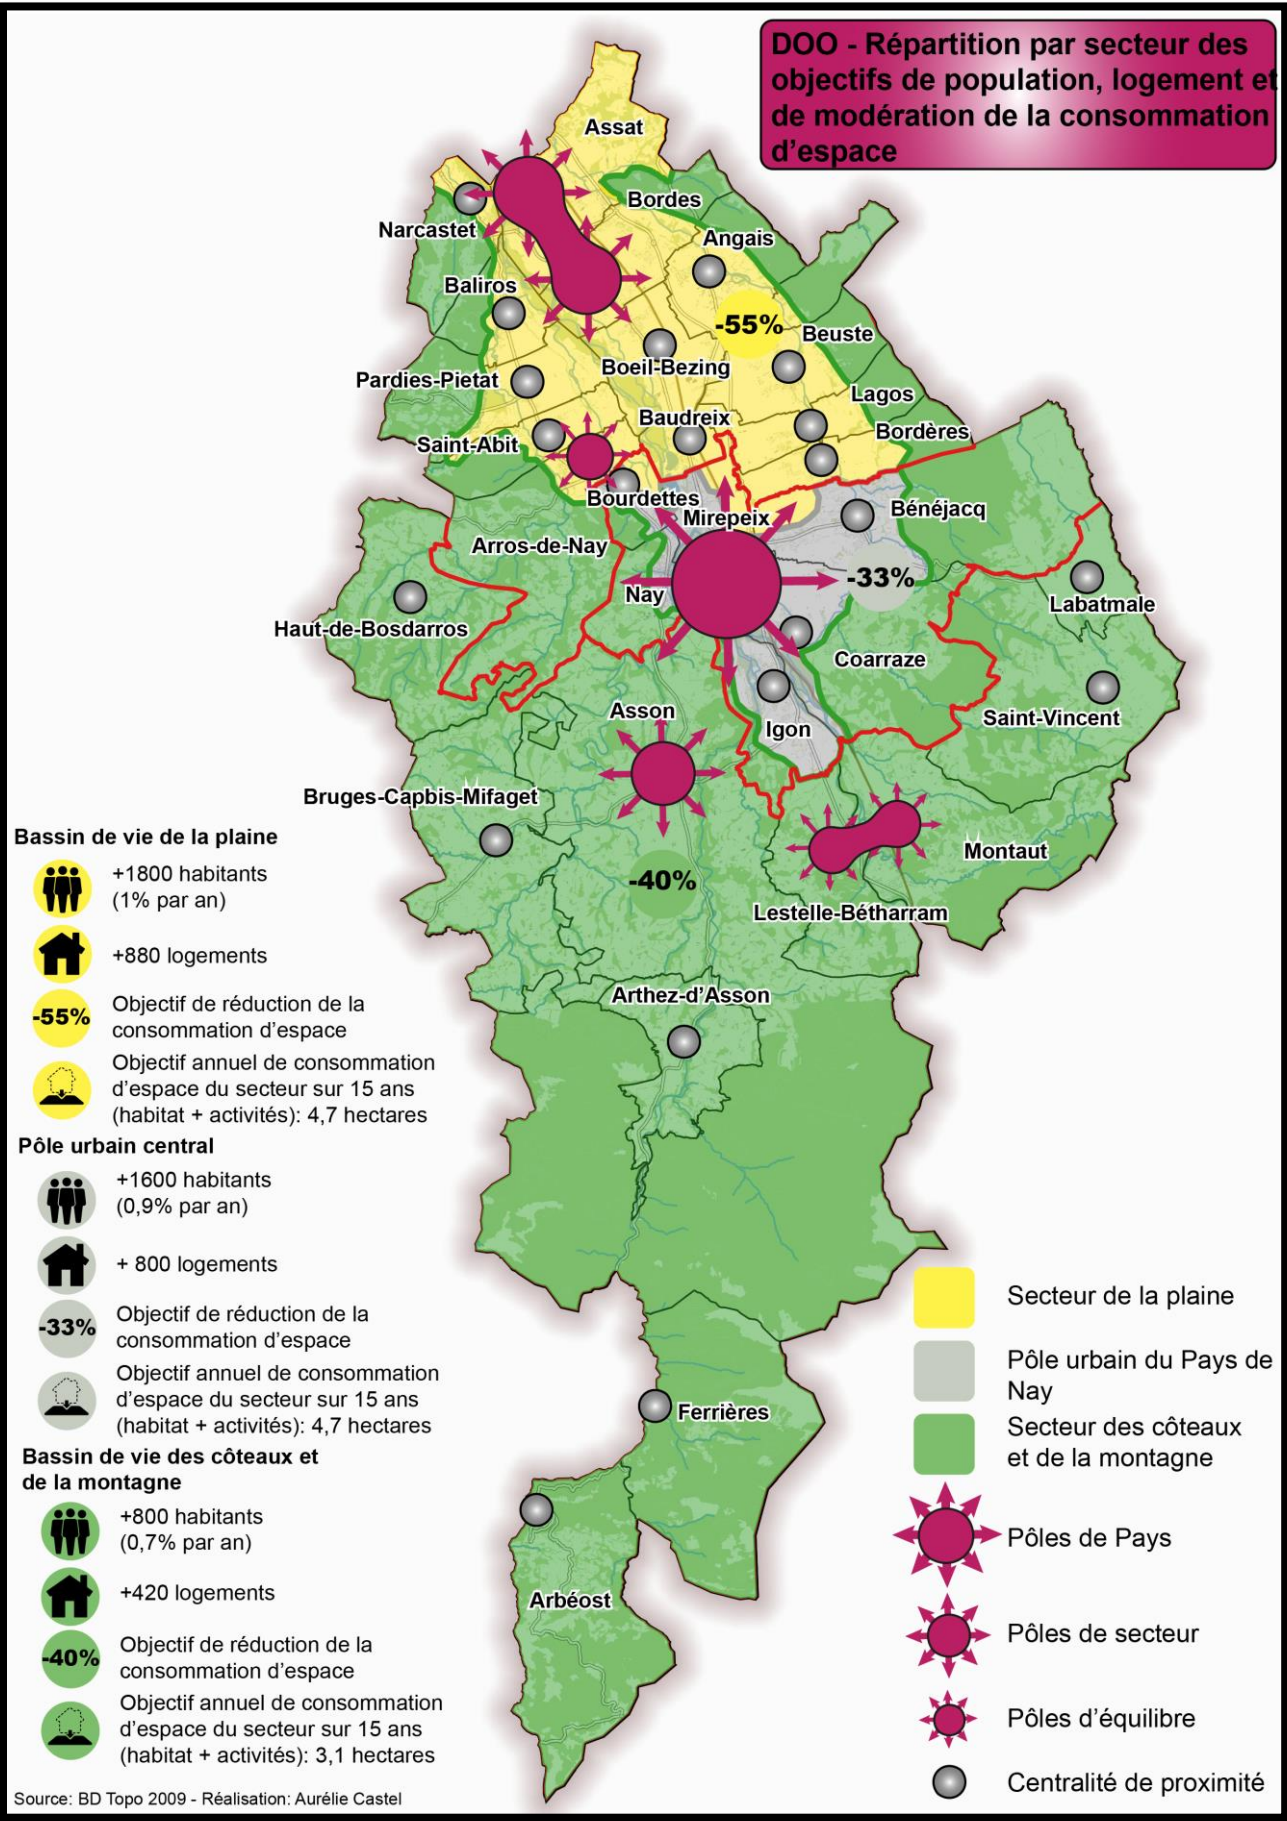 DOO - Répartition par secteur des
objectifs de population, logement et
de modération de la consommation
d'espace
Assat
Bordes
Narcastet
Angais
Baliros
-55%
Beuste
Boeil-Bezing
Pardies-Pietat
Lagos
Baudreix
Bordères
Saint-Abit
Bourdettes
Bénéjacq
Mirepeix
Arros-de-Nay
-33%
Nay
Labatmale
Haut-de-Bosdarros
Coarraze
Asson
Saint-Vincent
Igon
Bruges-Capbis-Mifaget
Montaut
-40%
Lestelle-Bétharram
Arthez-d'Asson
Ferrières
Arbéost
Bassin de vie de la plaine
+1800 habitants
(1% par an)
+880 logements
-55%
Objectif de réduction de la
consommation d'espace
Objectif annuel de consommation
d'espace du secteur sur 15 ans
(habitat + activités): 4,7 hectares
Pôle urbain central
+1600 habitants
(0,9% par an)
+ 800 logements
-33%
Objectif de réduction de la
consommation d'espace
Objectif annuel de consommation
d'espace du secteur sur 15 ans
(habitat + activités): 4,7 hectares
Bassin de vie des côteaux et
de la montagne
+800 habitants
(0,7% par an)
+420 logements
-40%
Objectif de réduction de la
consommation d'espace
Objectif annuel de consommation
d'espace du secteur sur 15 ans
(habitat + activités): 3,1 hectares
Source: BD Topo 2009 - Réalisation: Aurélie Castel
Secteur de la plaine
Pôle urbain du Pays de
Nay
Secteur des côteaux
et de la montagne
Pôles de Pays
Pôles de secteur
Pôles d'équilibre
Centralité de proximité